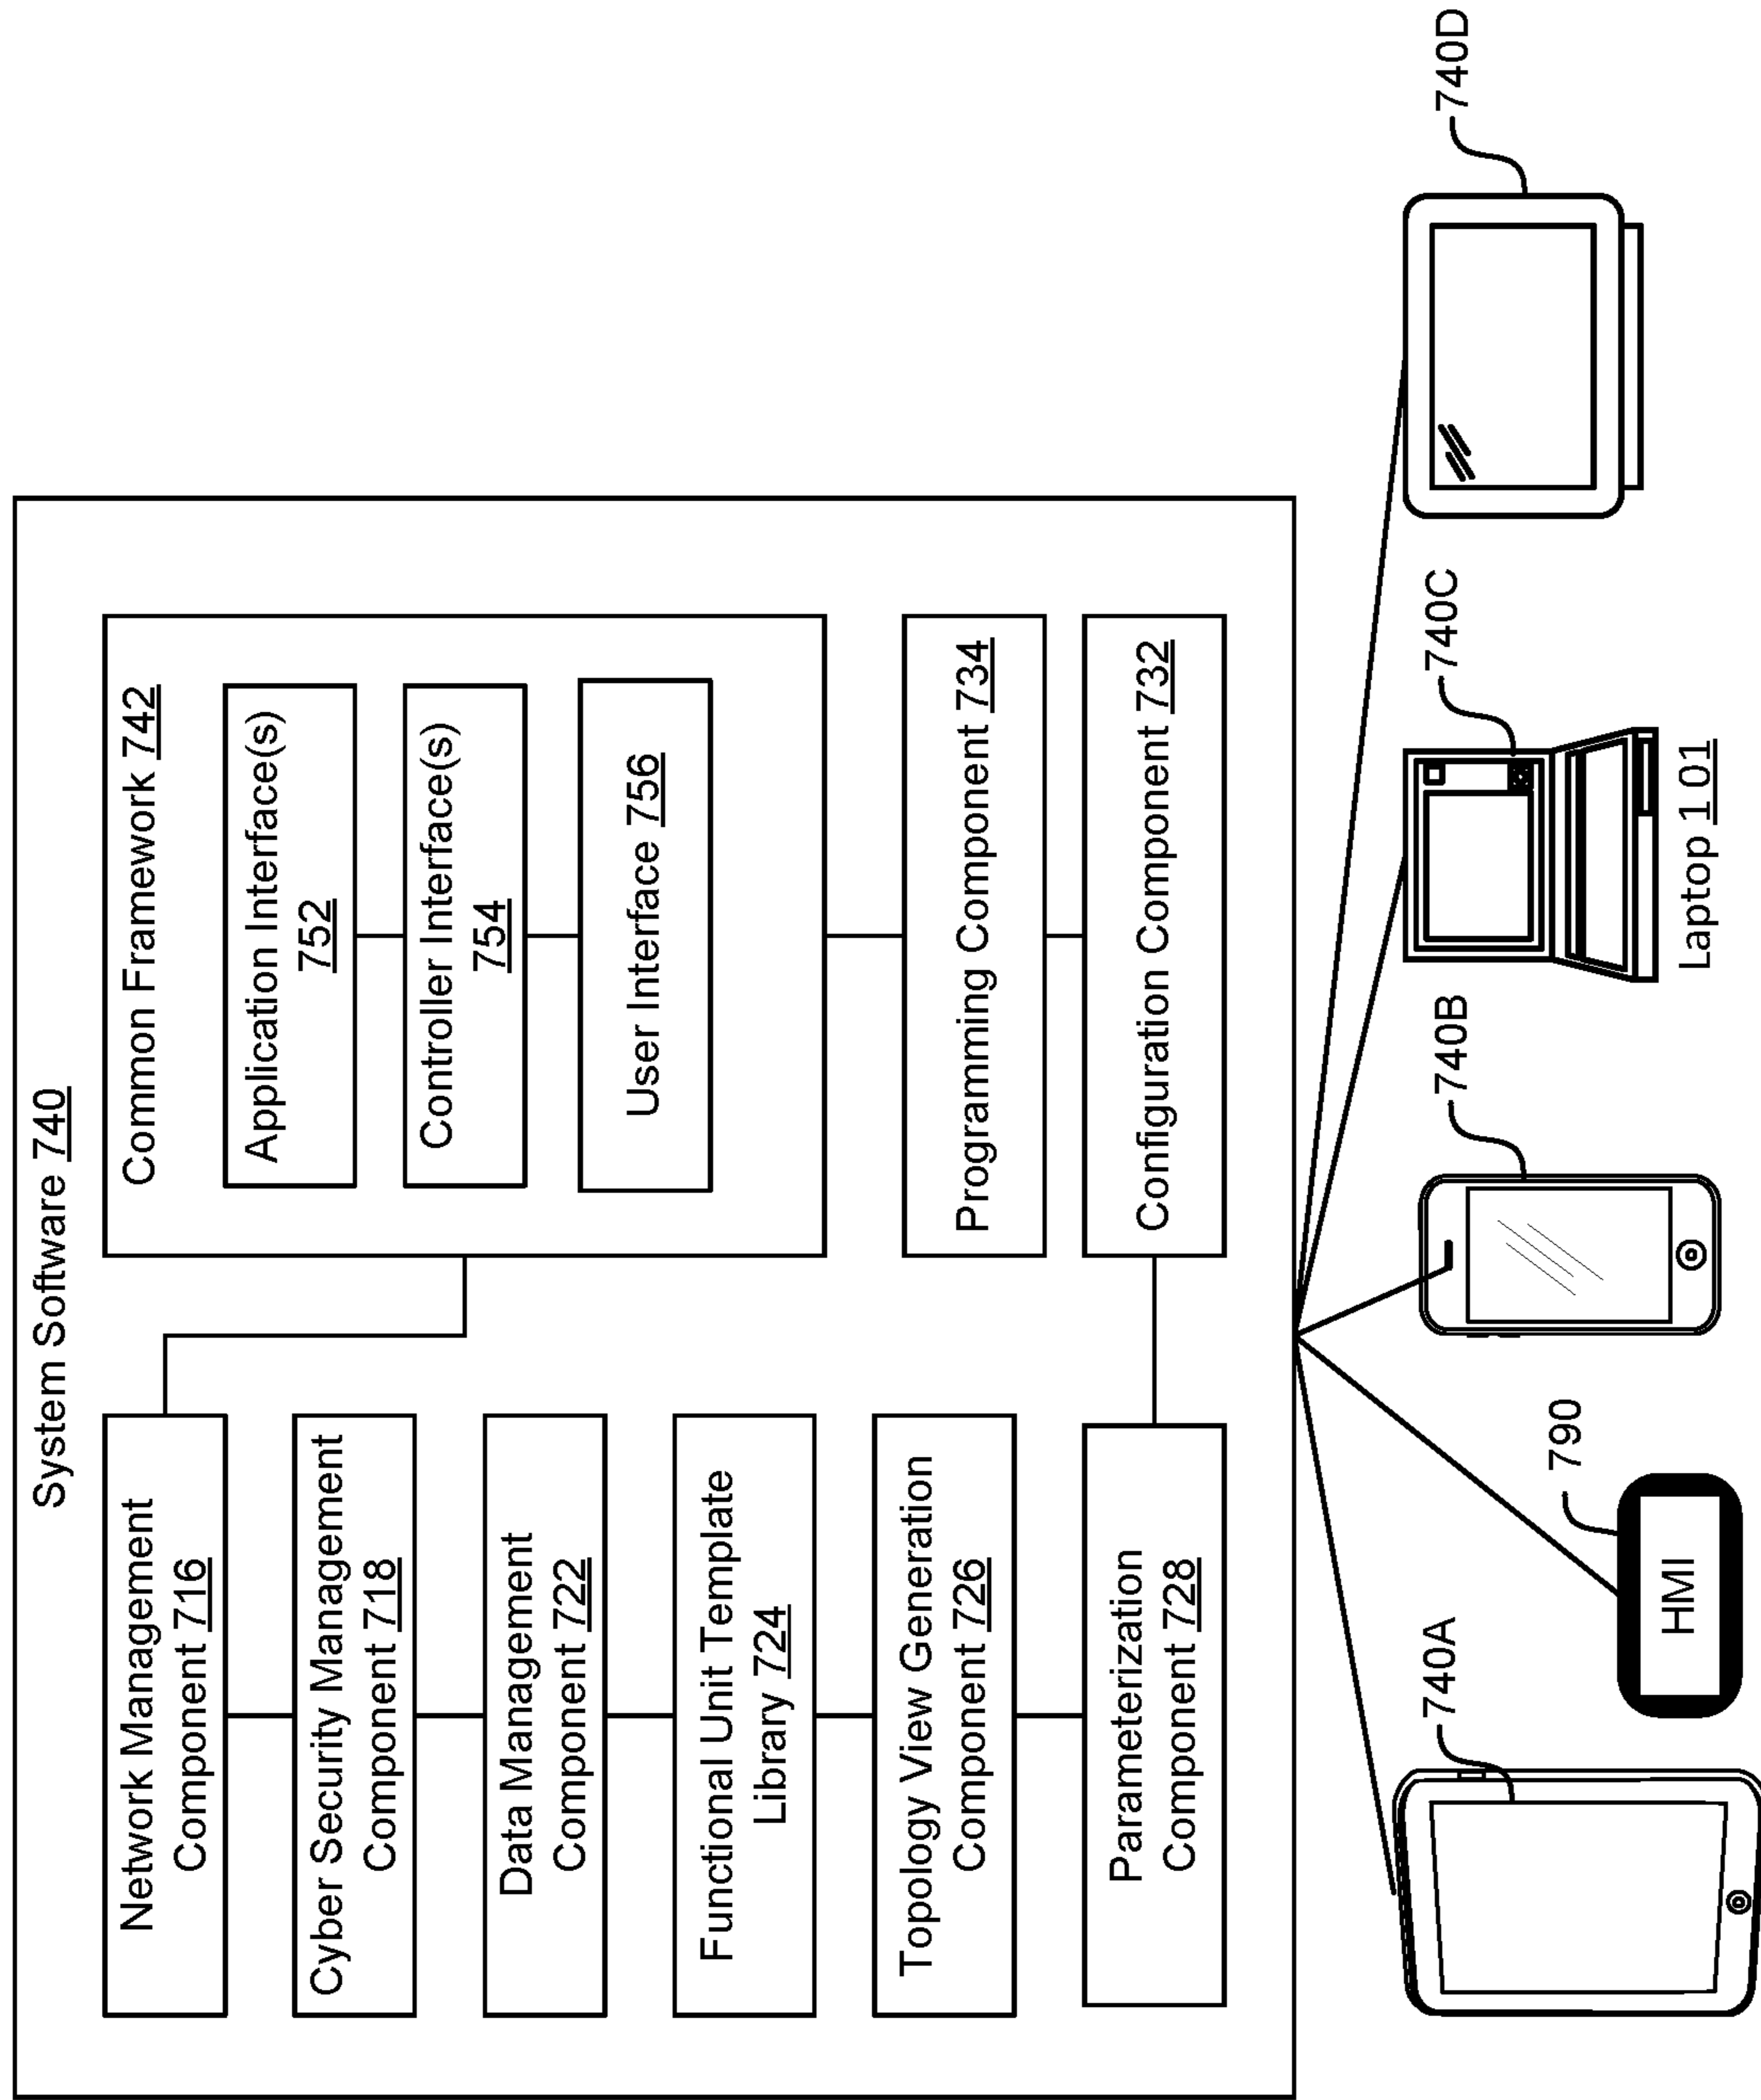 System Software 740
Network Management
Component 716
Cyber Security Management
Component 718
Data Management
Component 722
Functional Unit Template
Library 724
Topology View Generation
Component 726
Parameterization
Component 728
Common Framework 742
Application Interface(s)
752
Controller Interface(s)
754
User Interface 756
Programming Component 734
Configuration Component 732
740A
HMI
790
740B
740C
Laptop 1 01
740D